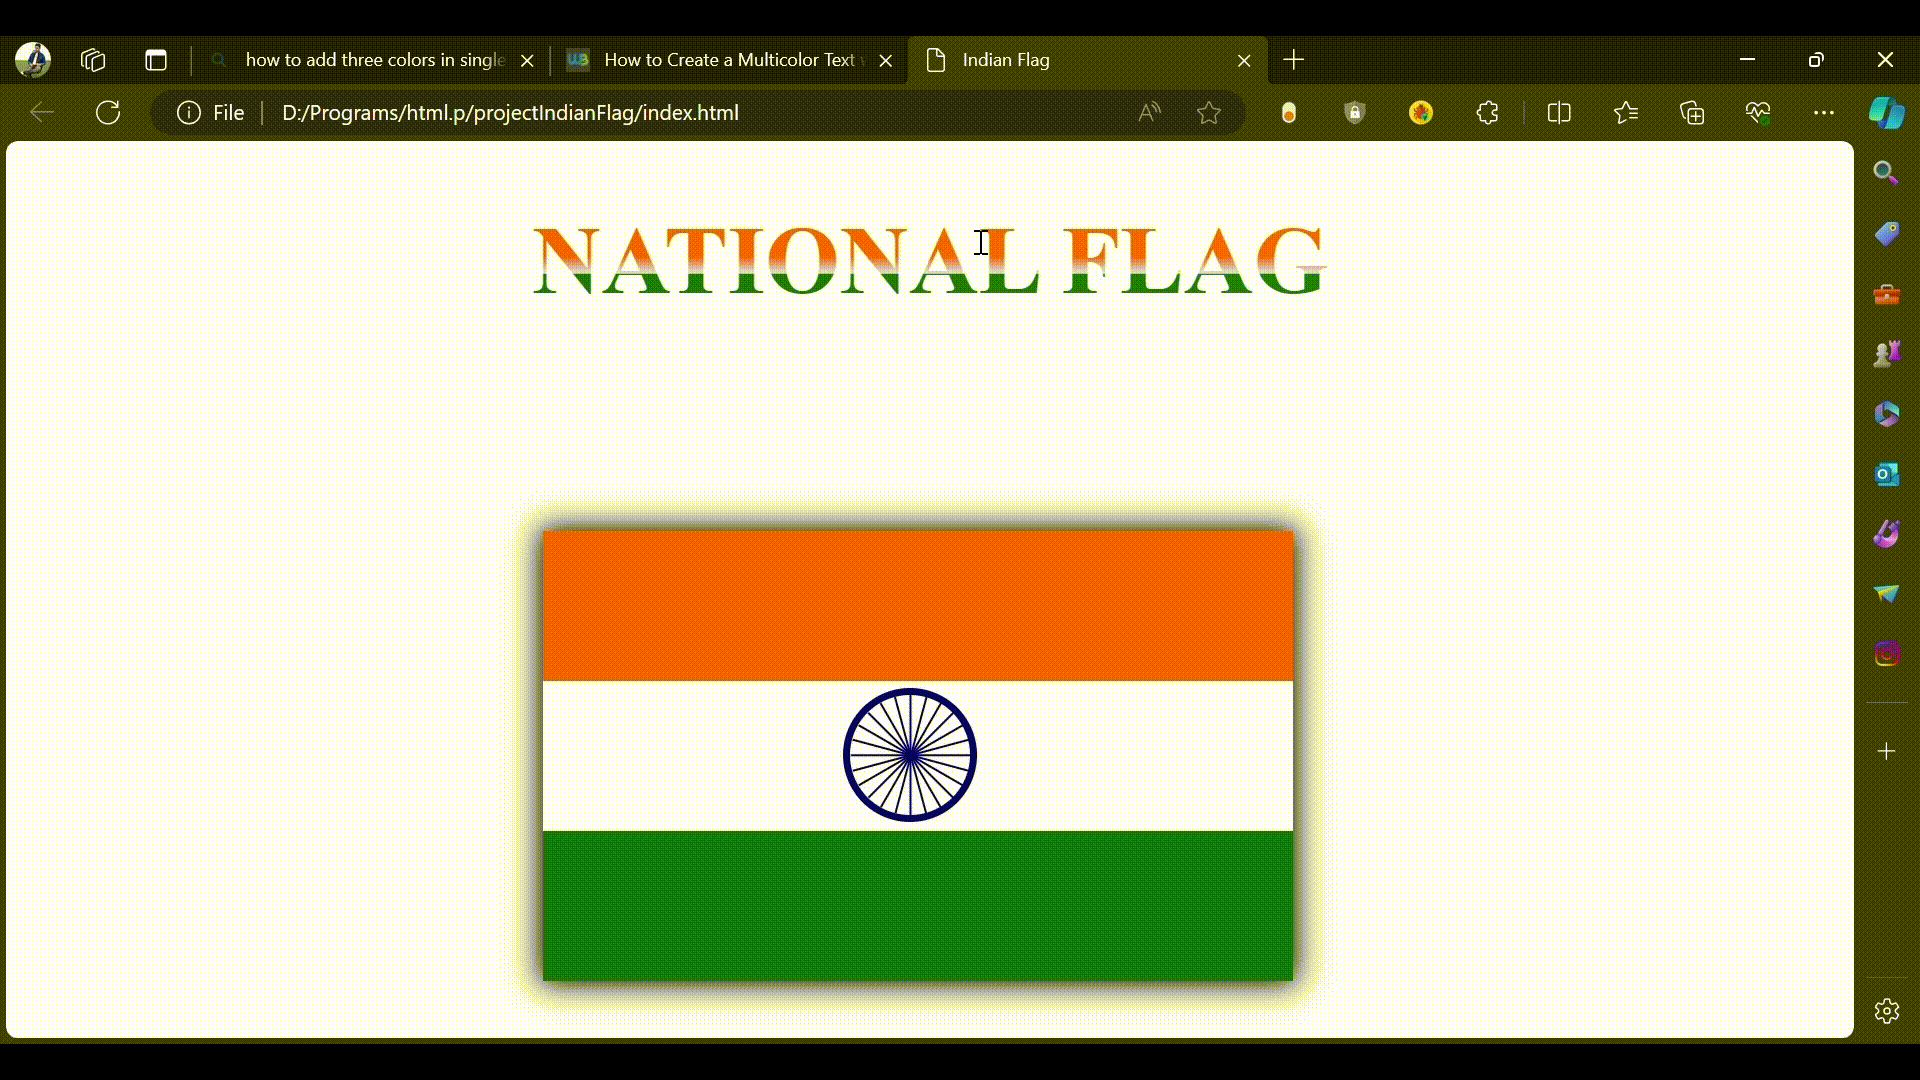 how to add three colors in single
How to Create a Multicolor Text
Indian Flag
File
D:/Programs/html.p/projectIndianFlag/index.html
NATIONAL FLAG